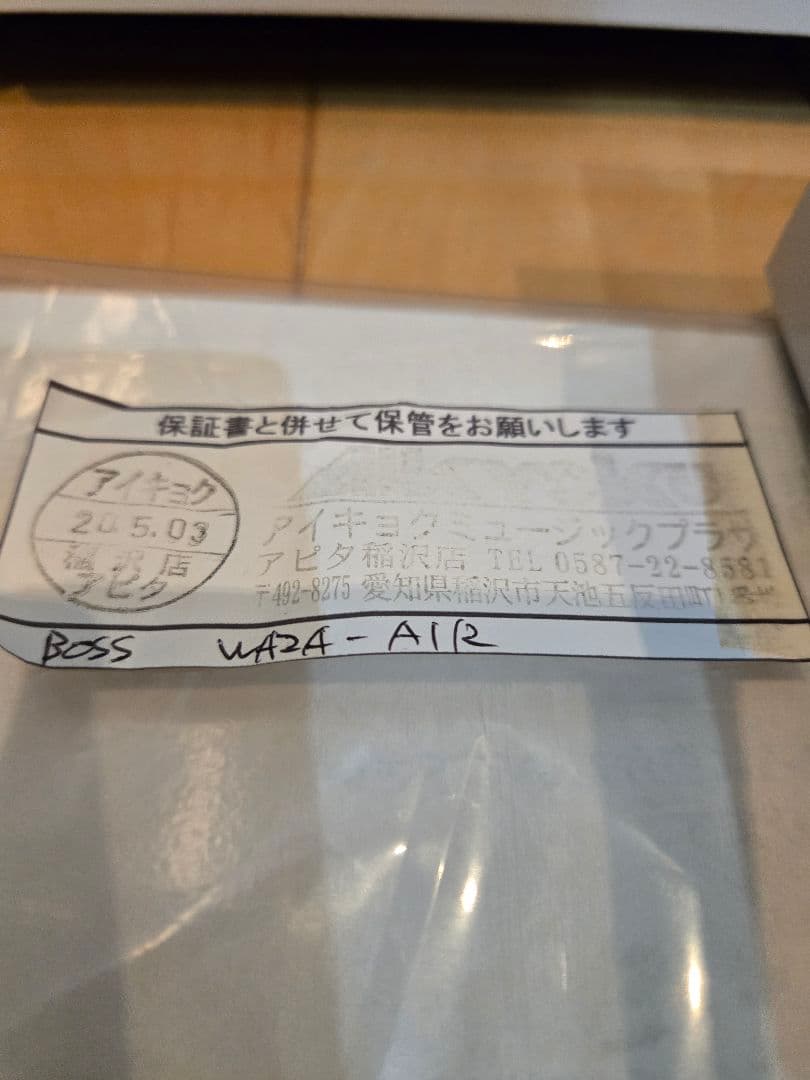 保証書と併せて保管をお願いします
アイキョク
20.5.03
稲沢店
アピタ
アイキョクミュージックプラザ
アピタ稲沢店 TEL 0587-22-8581
〒492-8275 愛知県稲沢市天池五反田町1番地
BOSS WAZA-AIR